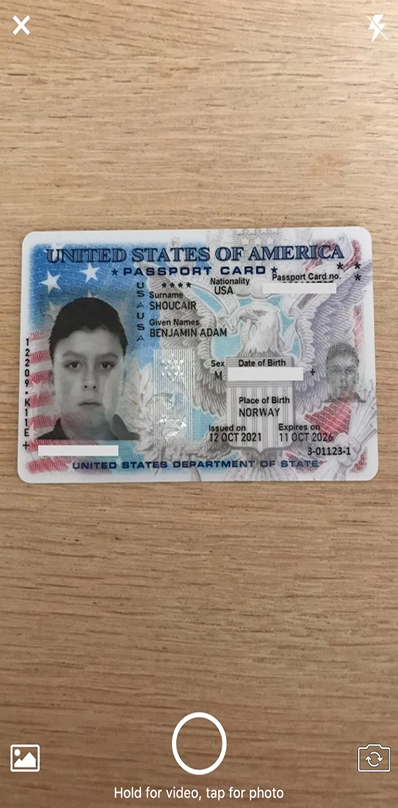 UNITED STATES OF AMERICA
PASSPORT CARD
USAUSA
Nationality
USA
Passport Card no.
Surname
SHOUCAIR
Given Names
BENJAMIN ADAM
Sex
M
Date of Birth
Place of Birth
NORWAY
Issued on
12 OCT 2021
Expires on
11 OCT 2026
3-01123-1
UNITED STATES DEPARTMENT OF STATE
Hold for video, tap for photo